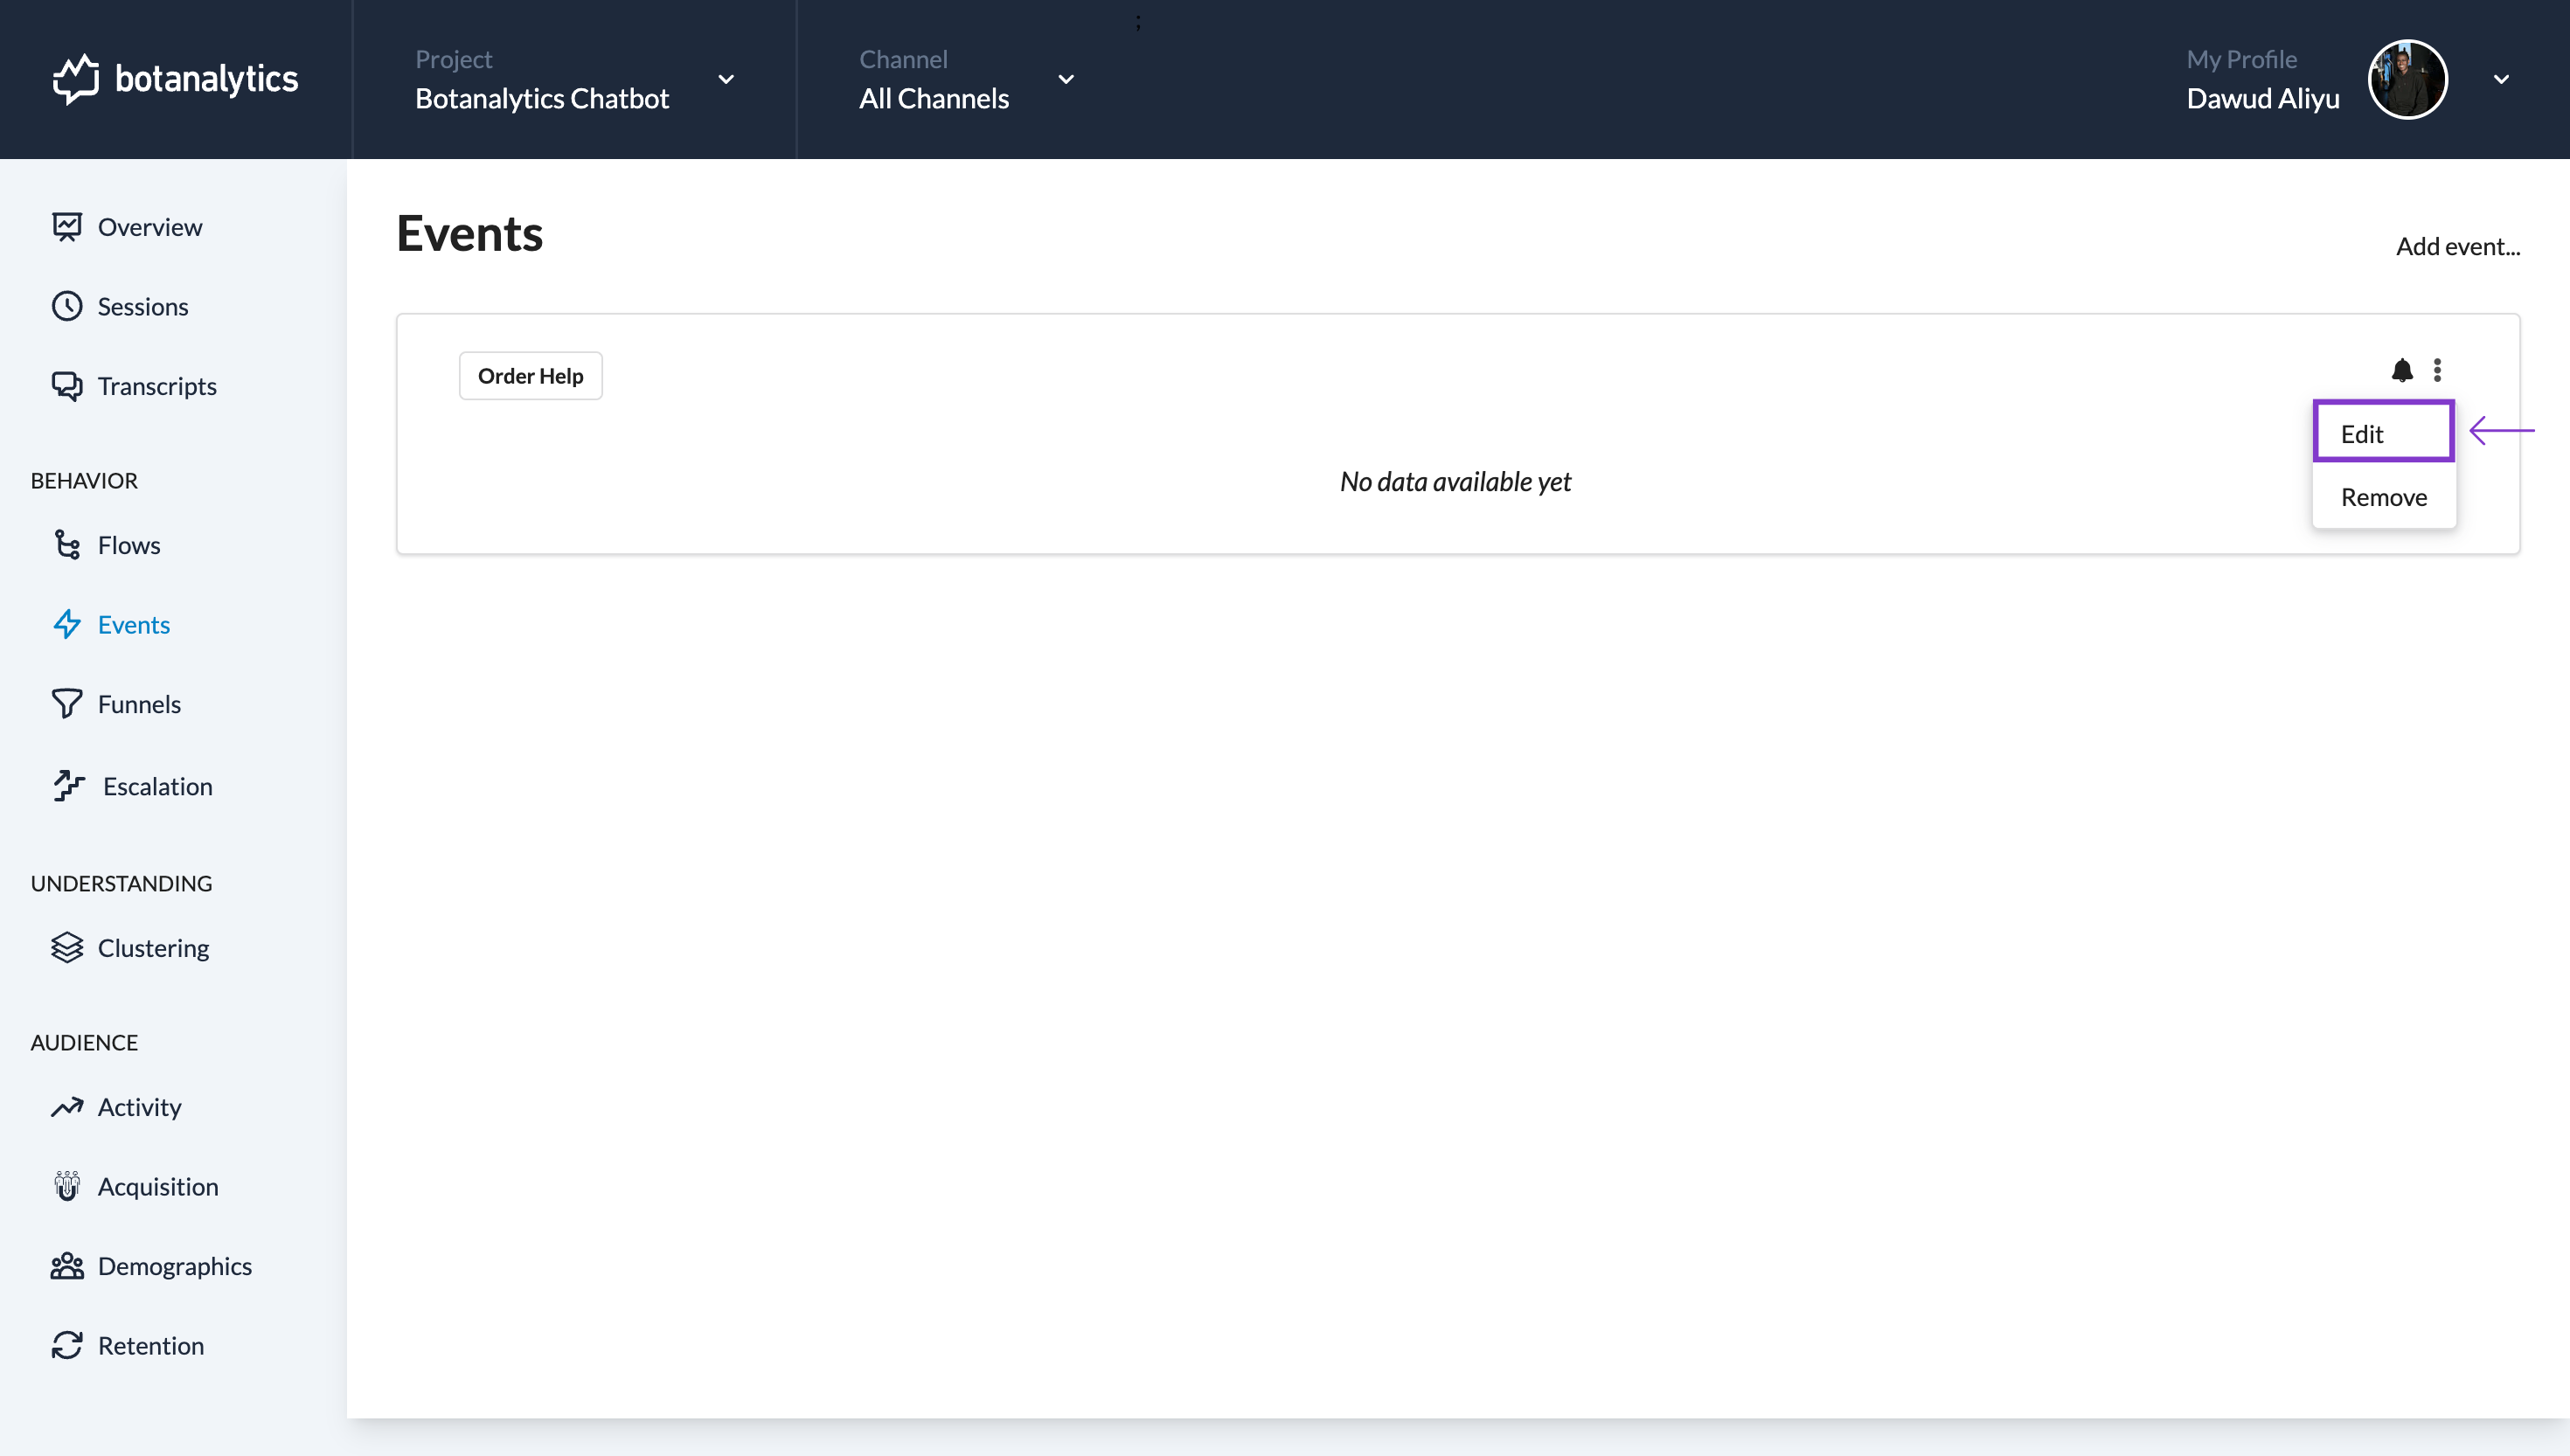 botanalytics
Project
Botanalytics Chatbot
Channel
All Channels
;
My Profile
Dawud Aliyu
Overview
Sessions
Transcripts
BEHAVIOR
Flows
Events
Funnels
Escalation
UNDERSTANDING
Clustering
AUDIENCE
Activity
Acquisition
Demographics
Retention
Events
Add event...
Order Help
Edit
Remove
No data available yet